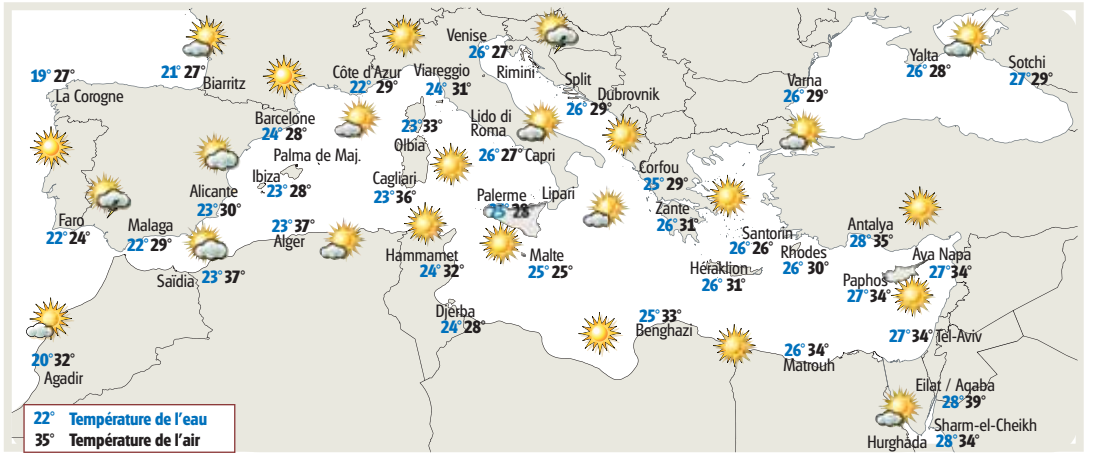 19° 27°
La Corogne
21° 27°
Biarritz
Côte d'Azur
22° 29°
Viareggio
24° 31°
Venise
26° 27°
Rimini
Split
26° 29°
Dubrovnik
Varna
26° 29°
Yalta
26° 28°
Sotchi
27° 29°
Barcelone
24° 28°
Palma de Maj.
Ibiza
23° 28°
23° 33°
Olbia
Lido di
Roma
26° 27° Capri
Cagliari
23° 36°
Palerme
28°
Lipari
Corfou
25° 29°
Zante
26° 31°
Santorin
26° 26°
Rhodes
26° 30°
Antalya
28° 35°
Aya Napa
27° 34°
Paphos
27° 34°
Faro
22° 24°
Malaga
22° 29°
Alicante
23° 30°
23° 37°
Alger
Saïdia 23° 37°
Hammamet
24° 32°
Malte
25° 25°
Héraklion
26° 31°
Djerba
24° 28°
25° 33°
Benghazi
26° 34°
Matrouh
27° 34° Tel-Aviv
20° 32°
Agadir
Eilat / Aqaba
28° 39°
Sharm-el-Cheikh
Hurghada 28° 34°
22° Température de l'eau
35° Température de l'air